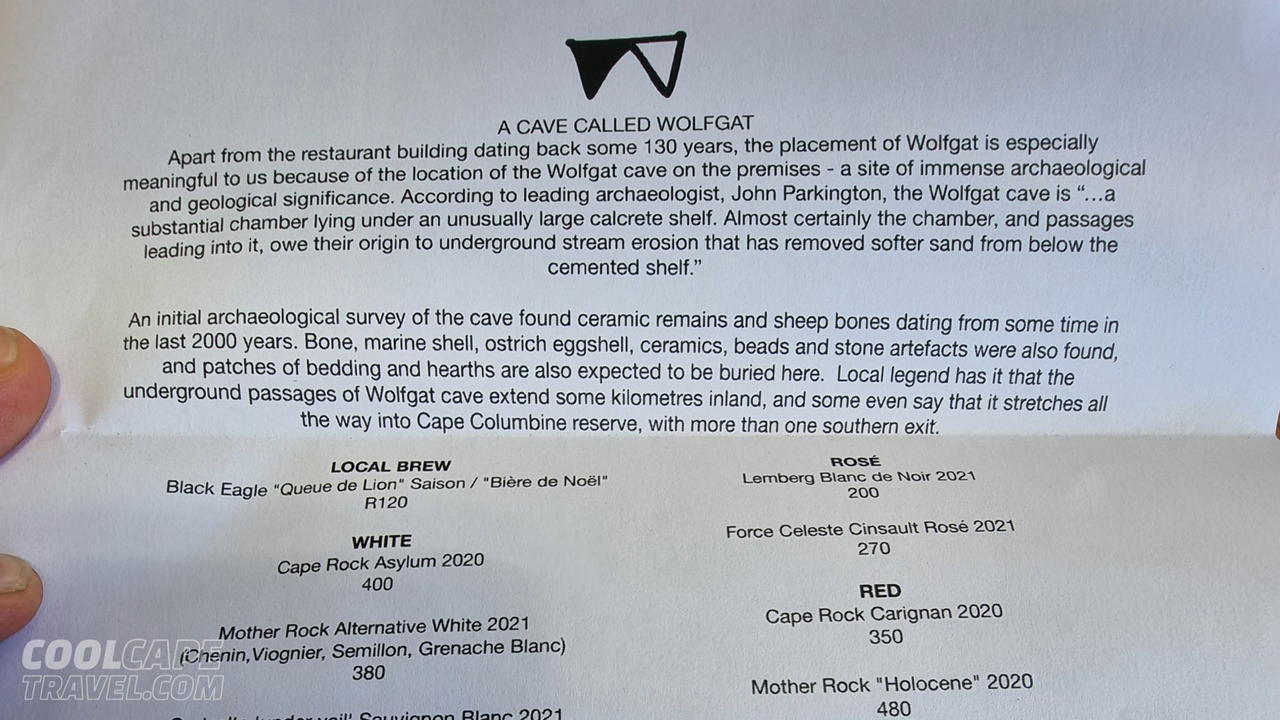 A CAVE CALLED WOLFGAT
Apart from the restaurant building dating back some 130 years, the placement of Wolfgat is especially
meaningful to us because of the location of the Wolfgat cave on the premises - a site of immense archaeological
and geological significance. According to leading archaeologist, John Parkington, the Wolfgat cave is “...a
substantial chamber lying under an unusually large calcrete shelf. Almost certainly the chamber, and passages
leading into it, owe their origin to underground stream erosion that has removed softer sand from below the
cemented shelf.”
An initial archaeological survey of the cave found ceramic remains and sheep bones dating from some time in
the last 2000 years. Bone, marine shell, ostrich eggshell, ceramics, beads and stone artefacts were also found,
and patches of bedding and hearths are also expected to be buried here. Local legend has it that the
underground passages of Wolfgat cave extend some kilometres inland, and some even say that it stretches all
the way into Cape Columbine reserve, with more than one southern exit.
LOCAL BREW
Black Eagle "Queue de Lion" Saison / "Bière de Noël"
R120
WHITE
Cape Rock Asylum 2020
400
Mother Rock Alternative White 2021
(Chenin,Viognier, Semillon, Grenache Blanc)
380
Sauvignon Blanc 2021
ROSÉ
Lemberg Blanc de Noir 2021
200
Force Celeste Cinsault Rosé 2021
270
RED
Cape Rock Carignan 2020
350
Mother Rock "Holocene" 2020
480
COOLCAPE
TRAVEL.COM